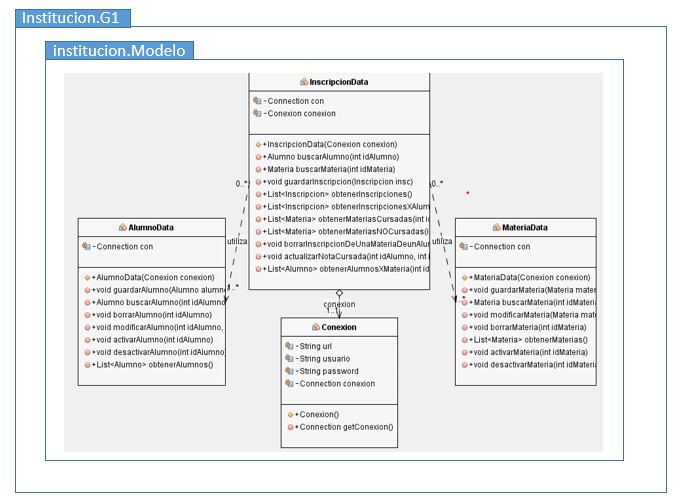 Institucion.G1
institucion.Modelo
InscripcionData
- Connection con
- Conexion conexion
+ InscripcionData(Conexion conexion)
+ Alumno buscarAlumno(int idAlumno)
+ Materia buscarMateria(int idMateria)
+ void guardarInscripcion(Inscripcion insc)
+ List<Inscripcion> obtenerInscripciones()
+ List<Inscripcion> obtenerInscripcionesXAlum
+ List<Materia> obtenerMateriasCursadas(int id
+ List<Materia> obtenerMateriasNOCursadas(i
+ void borrarInscripcionDeUnaMateriaDeunAlum
+ void actualizarNotaCursada(int idAlumno, int i
+ List<Alumno> obtenerAlumnosXMateria(int id
0..*
0..*
utiliza
utiliza
1..*
..*
AlumnoData
- Connection con
+ AlumnoData(Conexion conexion)
+ void guardarAlumno(Alumno alumno
+ Alumno buscarAlumno(int idAlumno)
+ void borrarAlumno(int idAlumno)
+ void modificarAlumno(int idAlumno,
+ void activarAlumno(int idAlumno)
+ void desactivarAlumno(int idAlumno)
+ List<Alumno> obtenerAlumnos()
MateriaData
- Connection con
+ MateriaData(Conexion conexion)
+ void guardarMateria(Materia mater
+ Materia buscarMateria(int idMateria
+ void modificarMateria(Materia mat
+ void borrarMateria(int idMateria)
+ List<Materia> obtenerMaterias()
+ void activarMateria(int idMateria)
+ void desactivarMateria(int idMateria
conexion
1..1
Conexion
- String url
- String usuario
- String password
- Connection conexion
+ Conexion()
+ Connection getConexion()